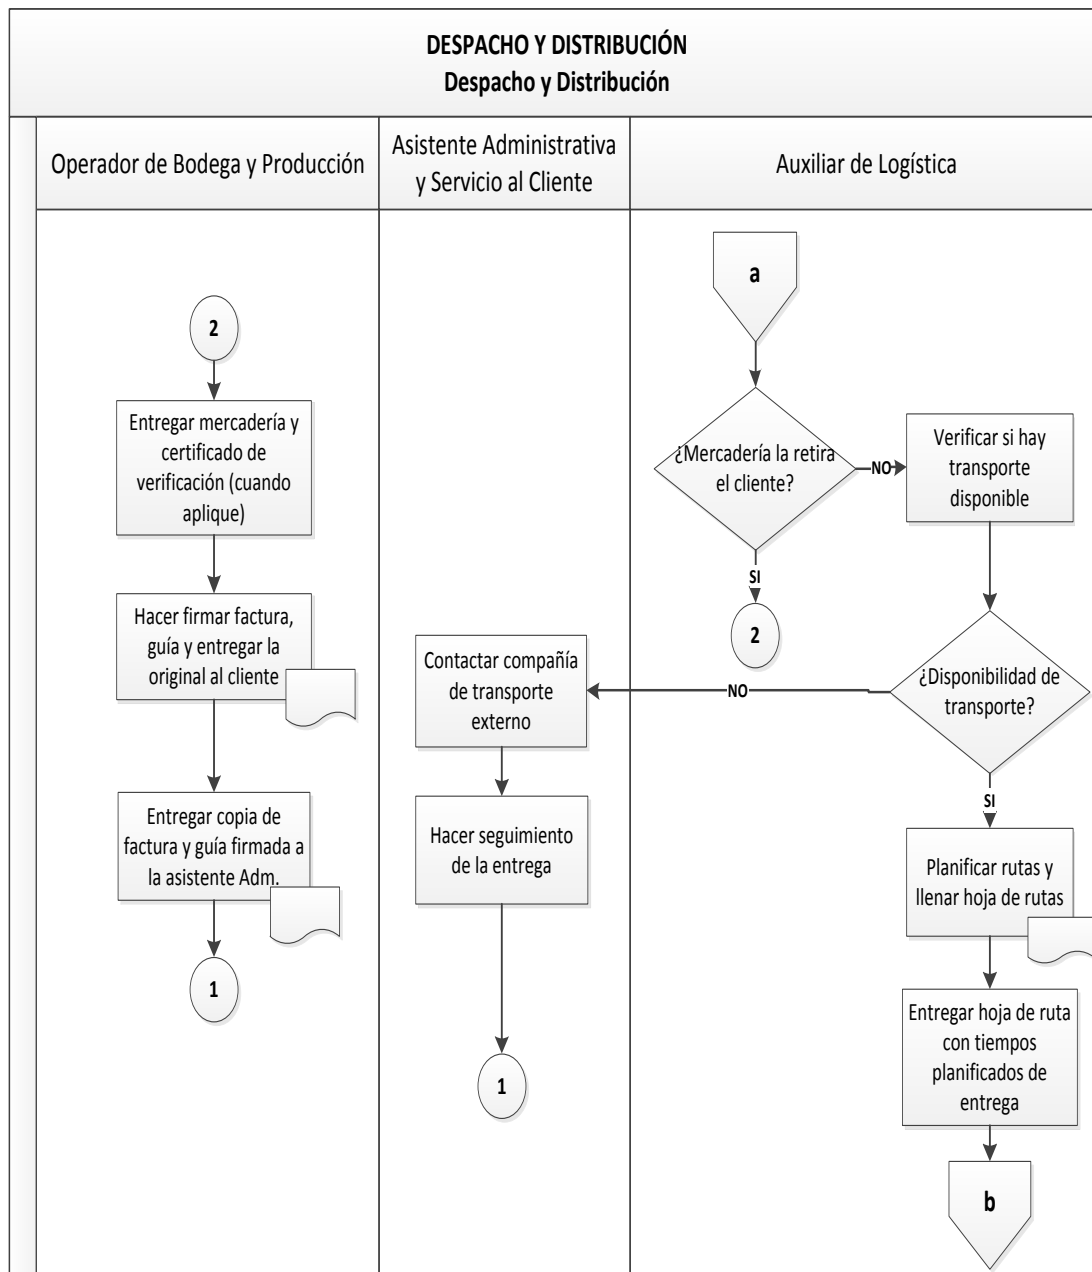 DESPACHO Y DISTRIBUCIÓN
Despacho y Distribución
Operador de Bodega y Producción
Asistente Administrativa
y Servicio al Cliente
Auxiliar de Logística
2
Entregar mercadería y
certificado de
verificación (cuando
aplique)
Hacer firmar factura,
guía y entregar la
original al cliente
Entregar copia de
factura y guía firmada a
la asistente Adm.
1
Contactar compañía
de transporte
externo
Hacer seguimiento
de la entrega
1
a
¿Mercadería la retira
el cliente?
NO
SI
2
Verificar si hay
transporte
disponible
¿Disponibilidad de
transporte?
NO
SI
Planificar rutas y
llenar hoja de rutas
Entregar hoja de ruta
con tiempos
planificados de
entrega
b